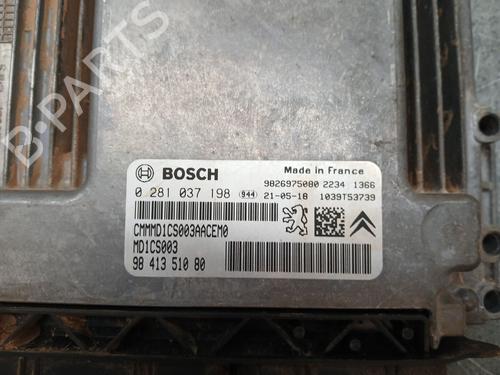 B-PARTS
BOSCH
Made in France
0 281 037 198 944
9826975080 2234 1366
21-05-18 1039T53739
CMMMD1CS003AACEM0
MD1CS003
98 413 510 80